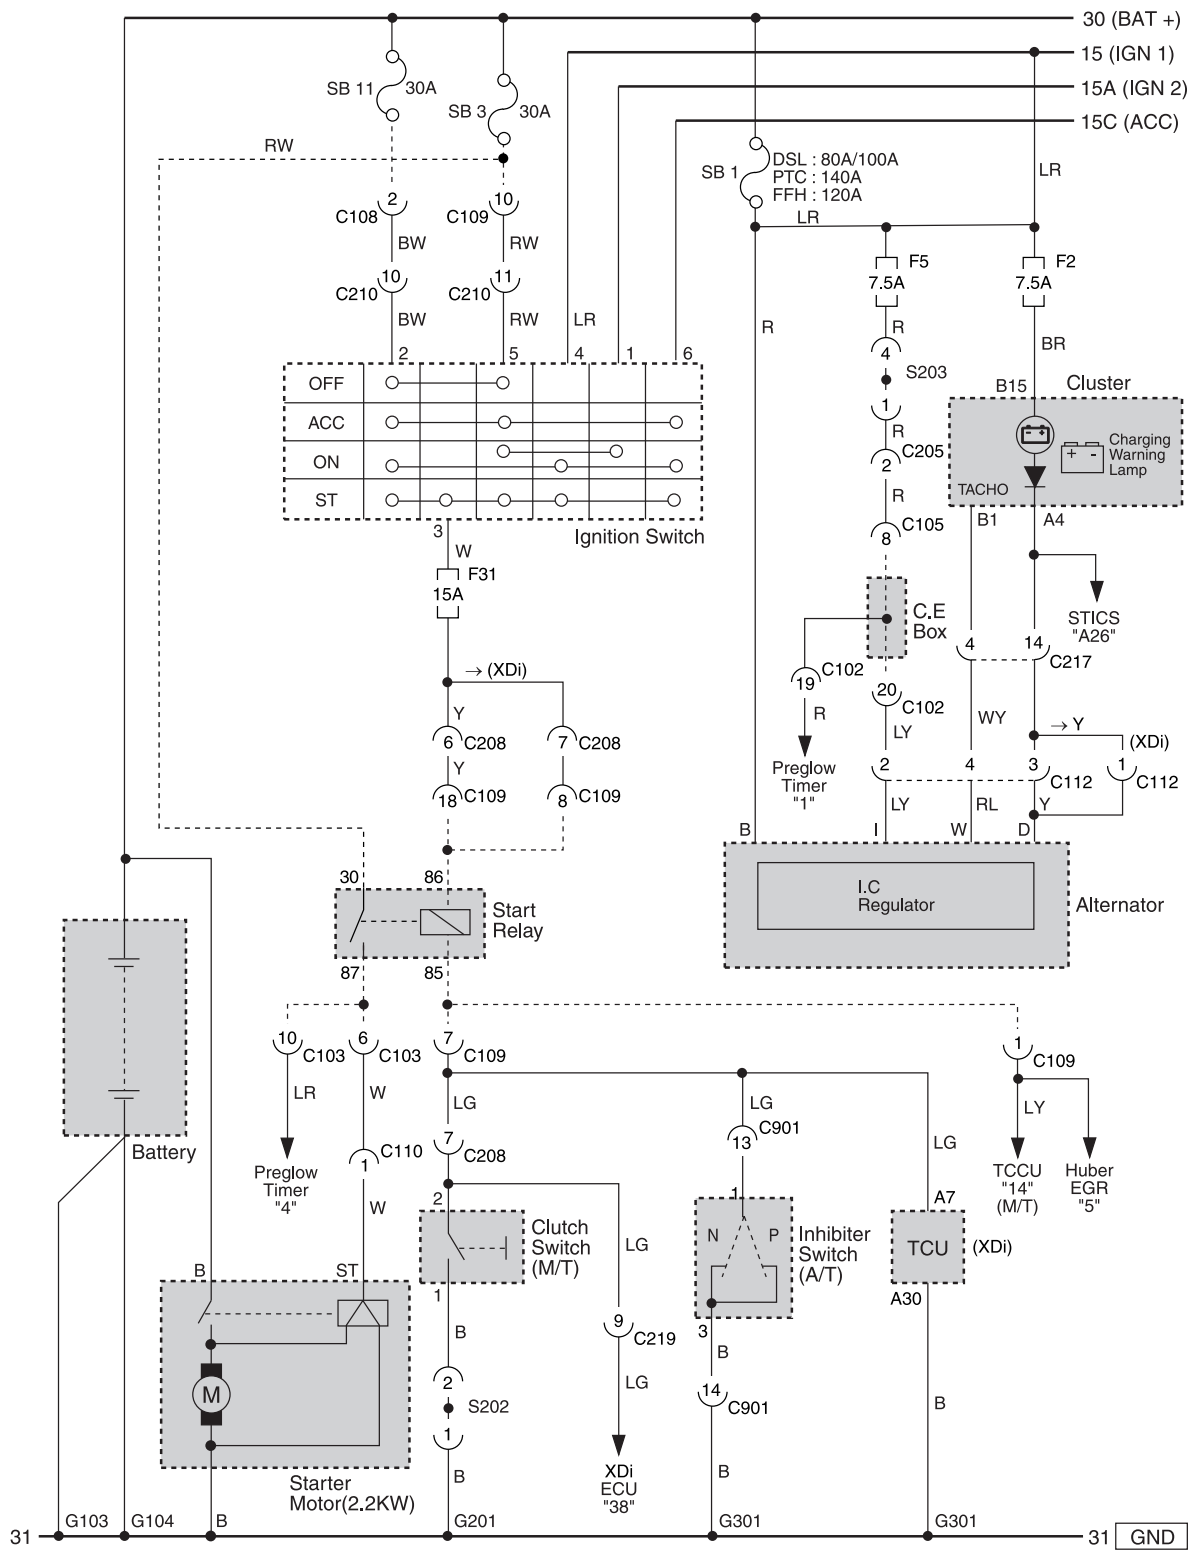 30 (BAT +)
15 (IGN 1)
15A (IGN 2)
15C (ACC)
SB 11
30A
SB 3
30A
RW
SB 1
DSL : 80A/100A
PTC : 140A
FFH : 120A
LR
LR
2
C108
10
C109
BW
RW
10
C210
11
C210
BW
RW
LR
R
F5
7.5A
F2
7.5A
R
BR
2
5
4
1
6
4
S203
1
R
OFF
ACC
ON
ST
B15
Cluster
Charging
Warning
Lamp
+ -
TACHO
C205
2
R
B1
A4
3
W
Ignition Switch
C105
8
F31
15A
C.E
Box
STICS
"A26"
4
14
C217
→ (XDi)
C102
19
R
20
C102
LY
WY
→ Y
(XDi)
Y
6
C208
7
C208
Y
18
C109
8
C109
Preglow
Timer
"1"
2
4
3
C112
1
C112
LY
RL
Y
B
I
W
D
I.C
Regulator
Alternator
30
86
Start
Relay
87
85
10
C103
6
C103
7
C109
1
C109
LR
W
LG
LG
LY
C901
13
LG
C110
1
7
C208
Battery
Preglow
Timer
"4"
W
TCCU
"14"
(M/T)
Huber
EGR
"5"
2
1
A7
Clutch
Switch
(M/T)
LG
N
P
Inhibiter
Switch
(A/T)
TCU
(XDi)
B
ST
1
3
A30
B
9
C219
B
M
LG
2
S202
1
14
C901
B
B
B
Starter
Motor(2.2KW)
XDi
ECU
"38"
31
G103
G104
B
G201
G301
G301
31
GND